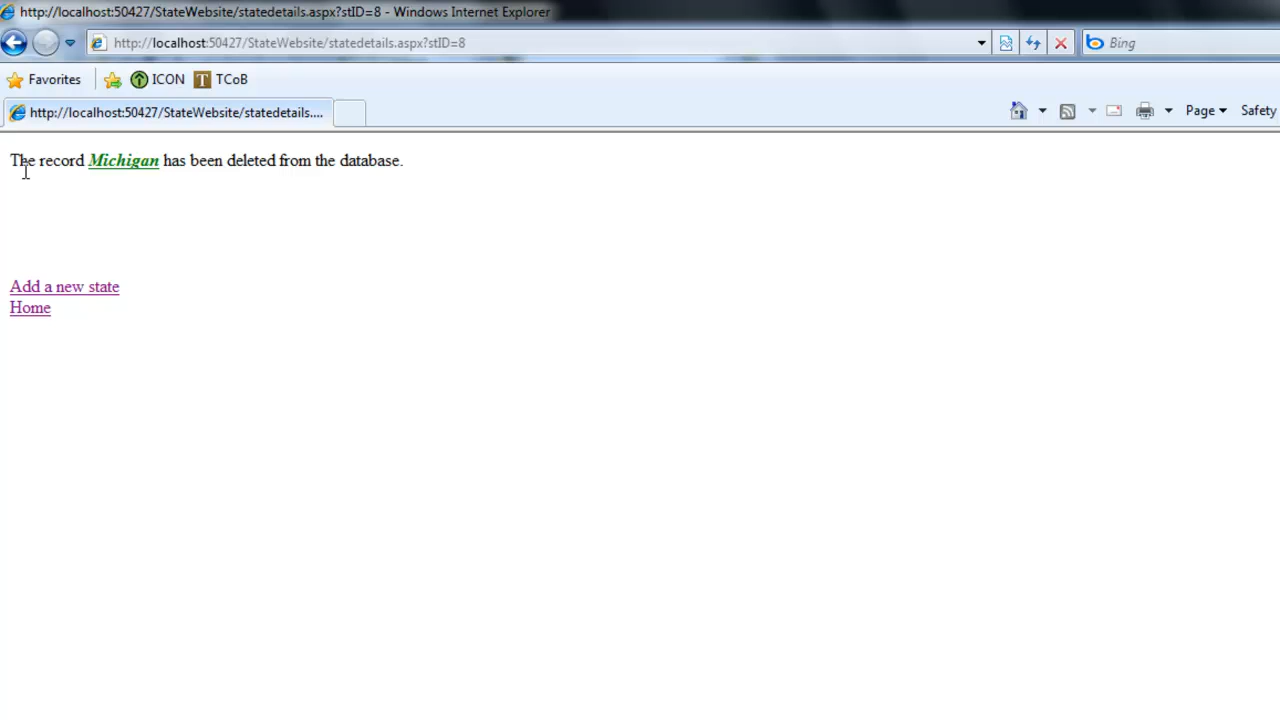 http://localhost:50427/StateWebsite/statedetails.aspx?stID=8 - Windows Internet Explorer
http://localhost:50427/StateWebsite/statedetails.aspx?stID=8
Bing
Favorites
ICON
T TCoB
http://localhost:50427/StateWebsite/statedetails....
Page
Safety
The record Michigan has been deleted from the database.
Add a new state
Home